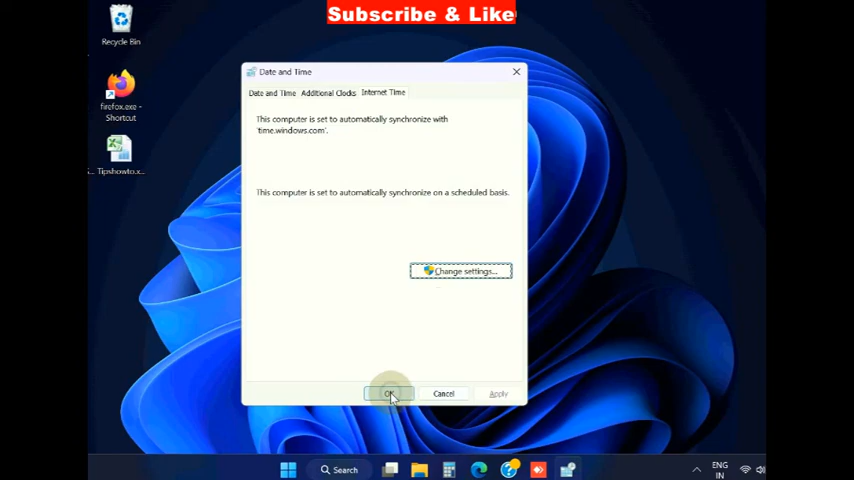 Subscribe & Like
Recycle Bin
firefox.exe -
Shortcut
Tipshowto.x...
Date and Time
Date and Time Additional Clocks Internet Time
This computer is set to automatically synchronize with
'time.windows.com'.
This computer is set to automatically synchronize on a scheduled basis.
Change settings...
OK Cancel Apply
Search
ENG
IN